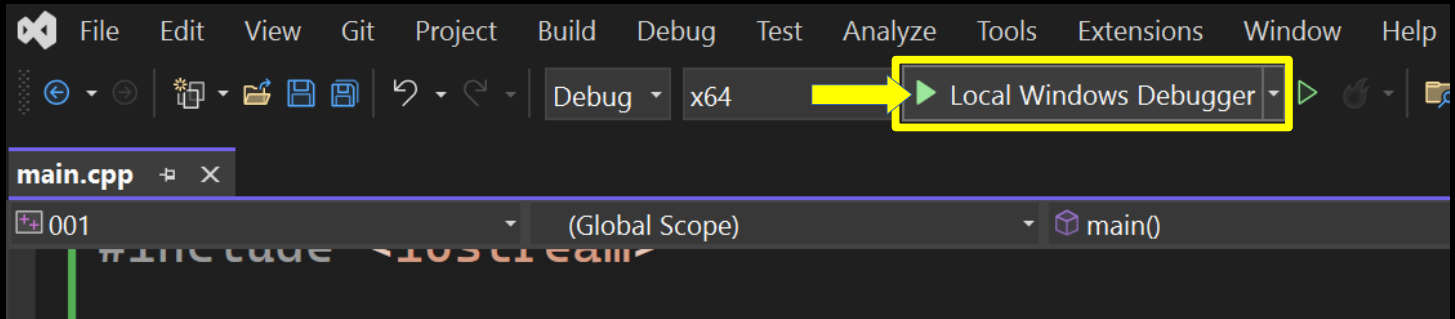 File Edit View Git Project Build Debug Test Analyze Tools Extensions Window Help
Debug x64 Local Windows Debugger
main.cpp
001 (Global Scope) main()
#include <iostream>